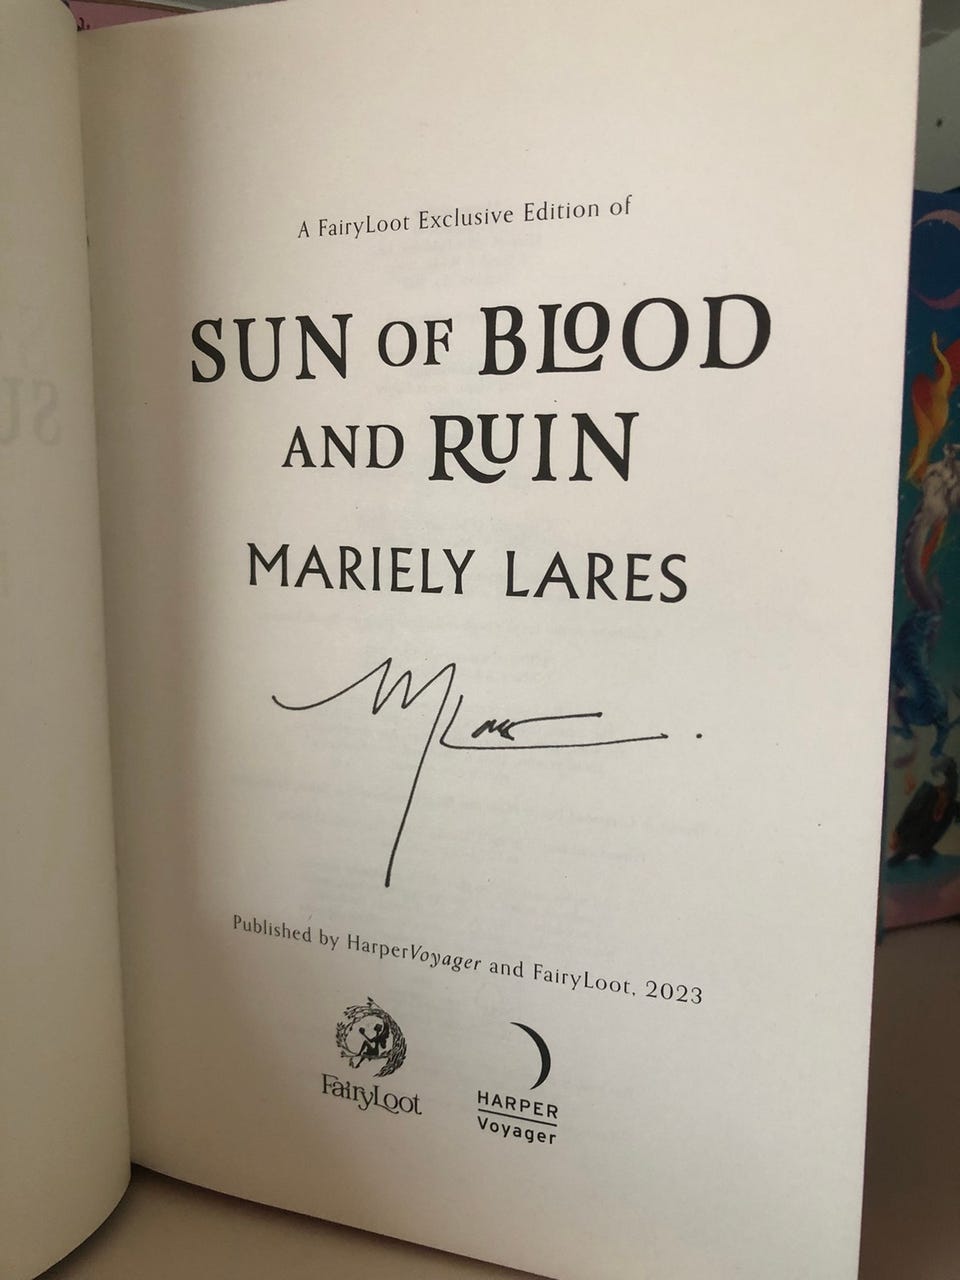 A FairyLoot Exclusive Edition of
SUN OF BLOOD
AND RUIN
MARIELY LARES
Published by HarperVoyager and FairyLoot, 2023
FairyLoot
HARPER
Voyager